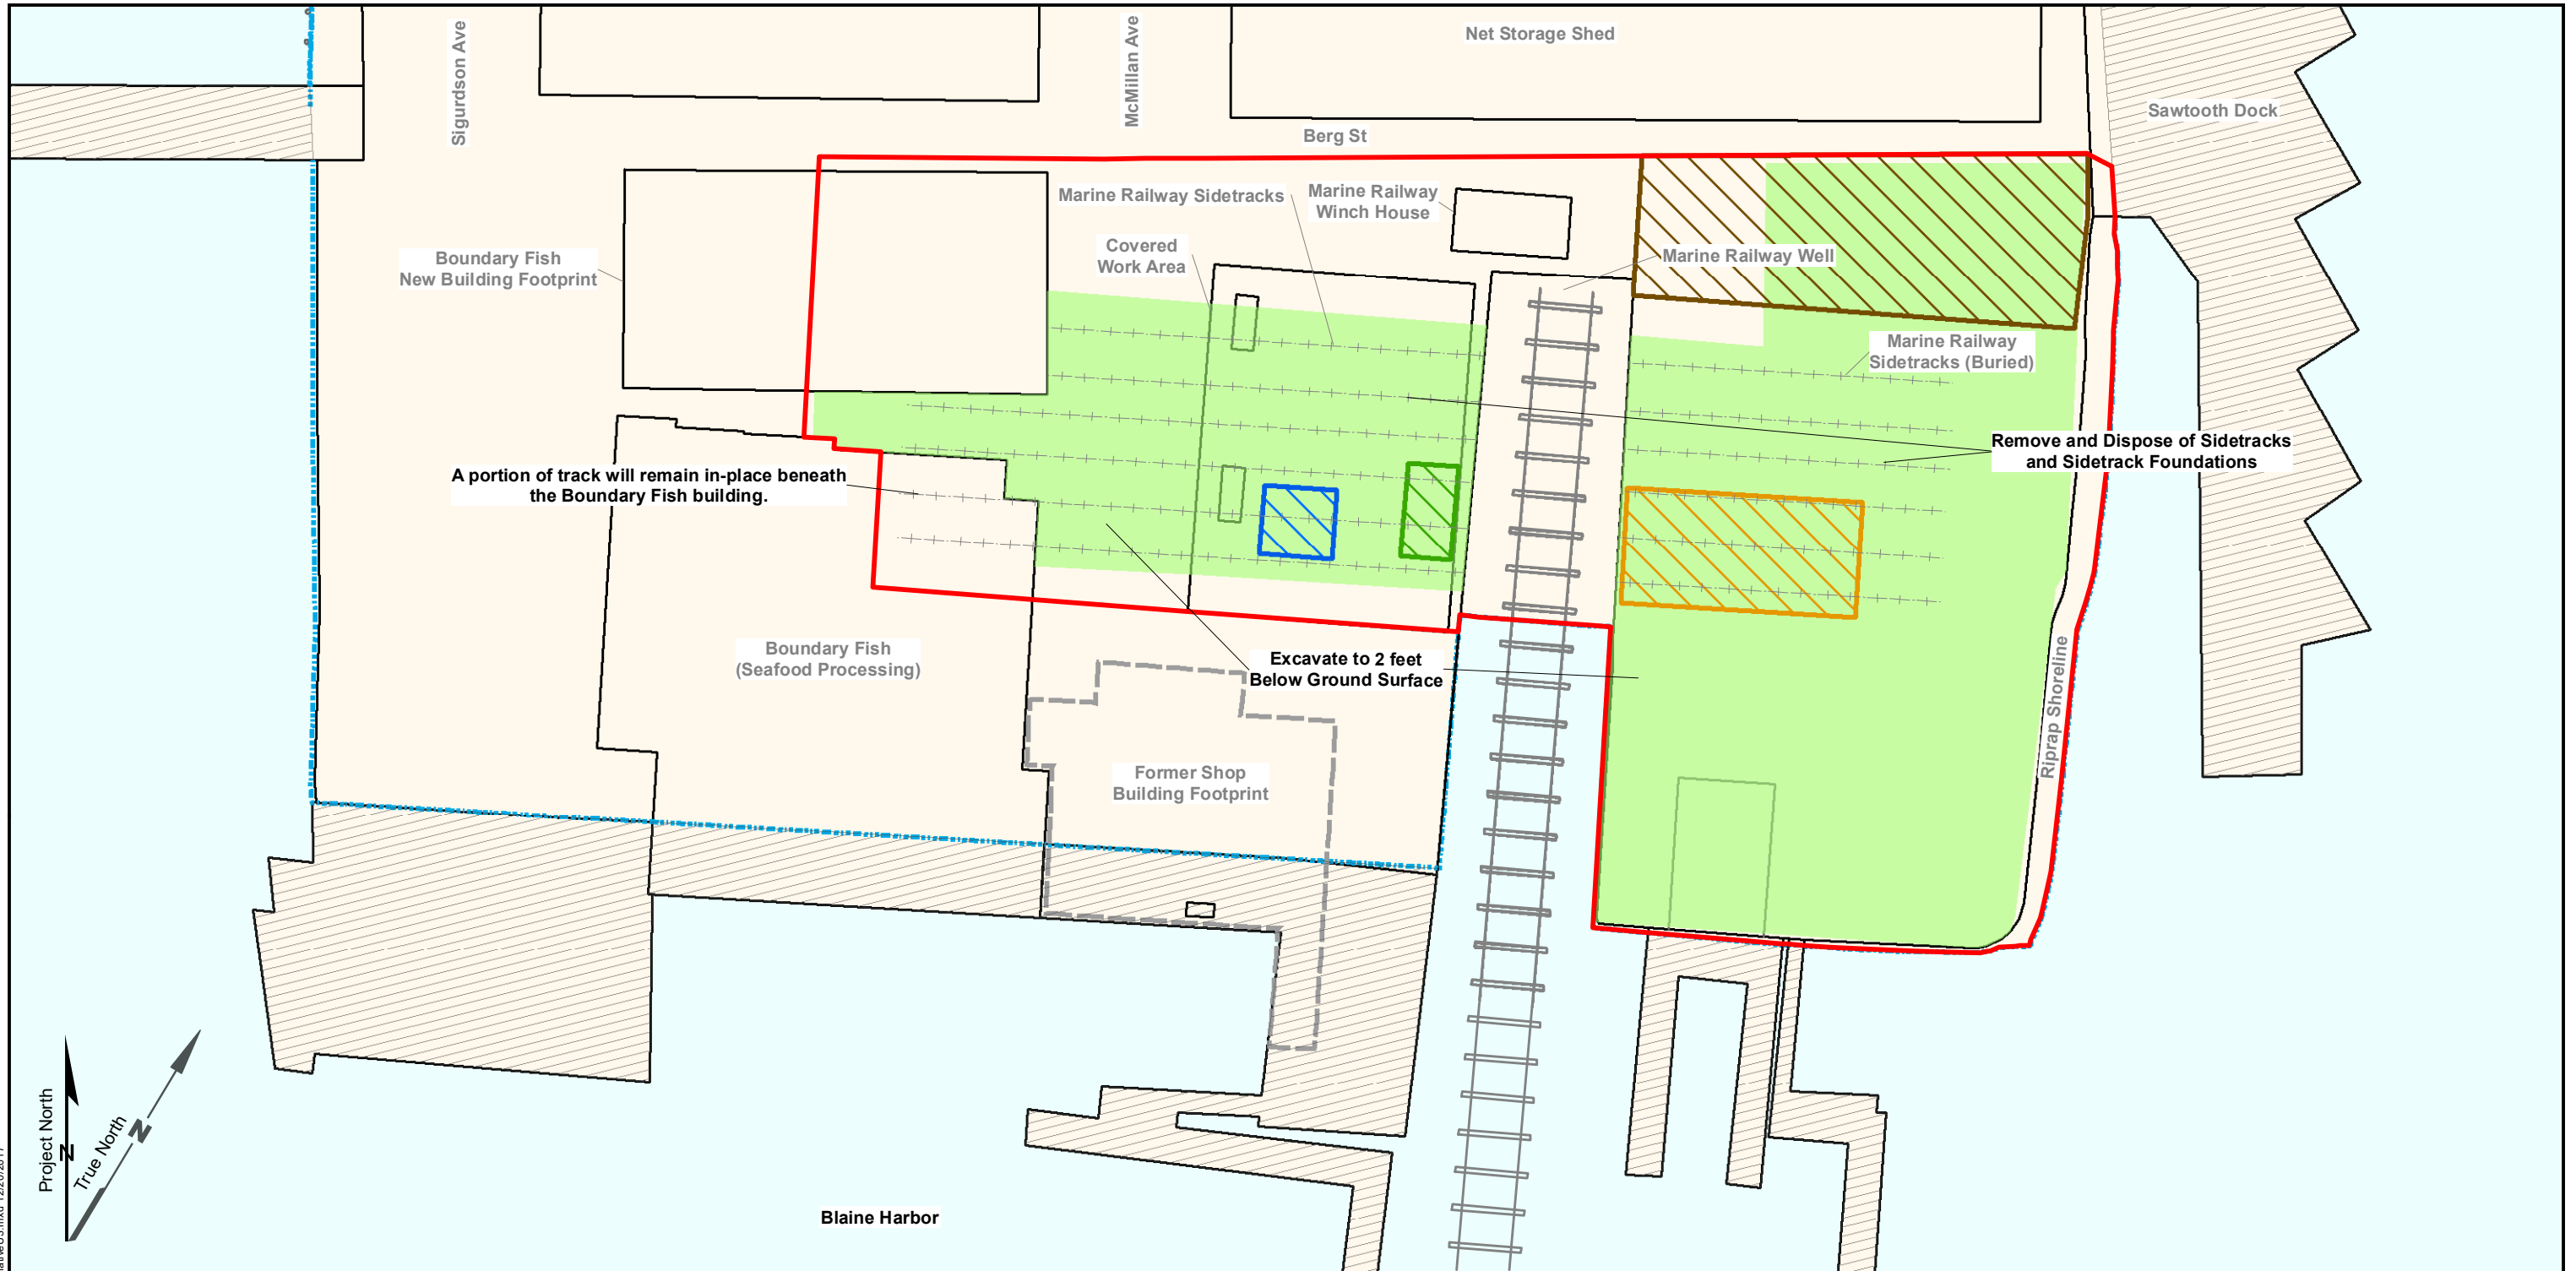 Net Storage Shed
Sigurdson Ave
McMillan Ave
Sawtooth Dock
Berg St
Marine Railway Sidetracks
Marine Railway
Winch House
Covered
Work Area
Marine Railway Well
Boundary Fish
New Building Footprint
Marine Railway
Sidetracks (Buried)
Remove and Dispose of Sidetracks
and Sidetrack Foundations
A portion of track will remain in-place beneath
the Boundary Fish building.
Boundary Fish
(Seafood Processing)
Excavate to 2 feet
Below Ground Surface
Riprap Shoreline
Former Shop
Building Footprint
Project North
N
True North
N
Blaine Harbor